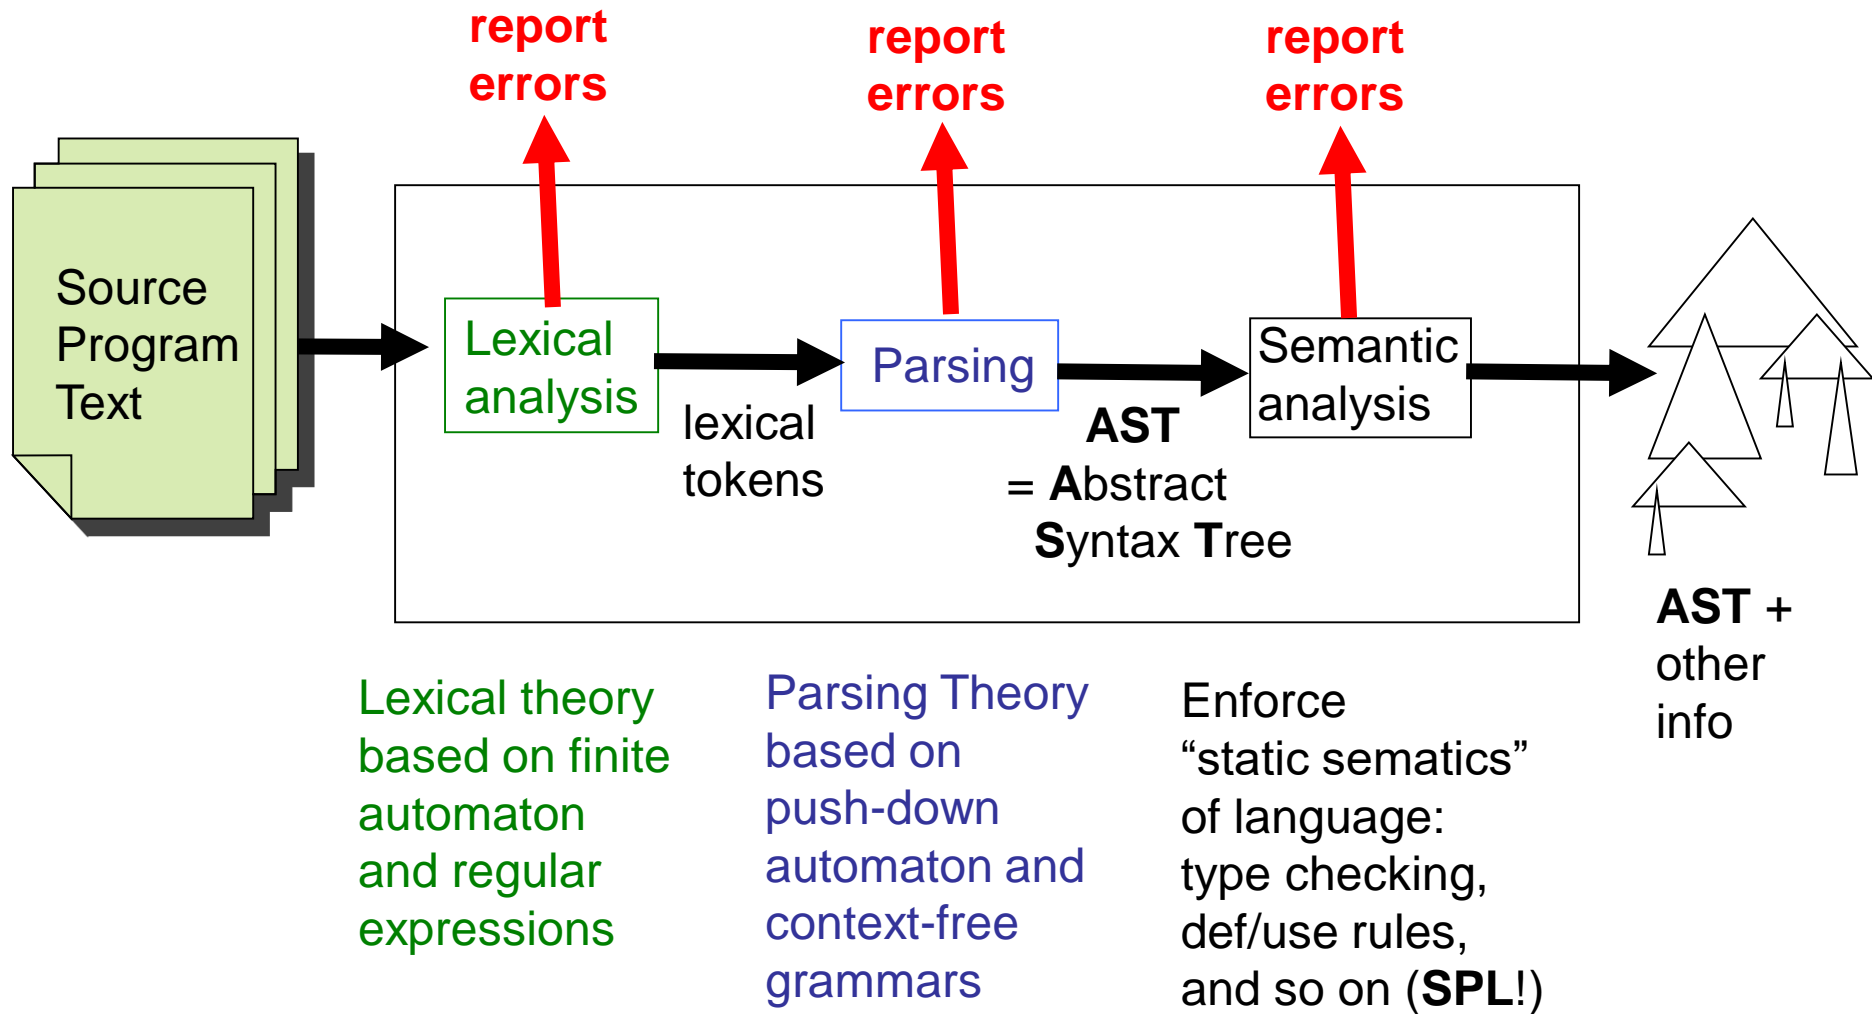 report
errors
report
errors
report
errors
Source
Program
Text
Lexical
analysis
lexical
tokens
Parsing
AST
= Abstract
Syntax Tree
Semantic
analysis
AST +
other
info
Lexical theory
based on finite
automaton
and regular
expressions
Parsing Theory
based on
push-down
automaton and
context-free
grammars
Enforce
“static sematics”
of language:
type checking,
def/use rules,
and so on (SPL!)